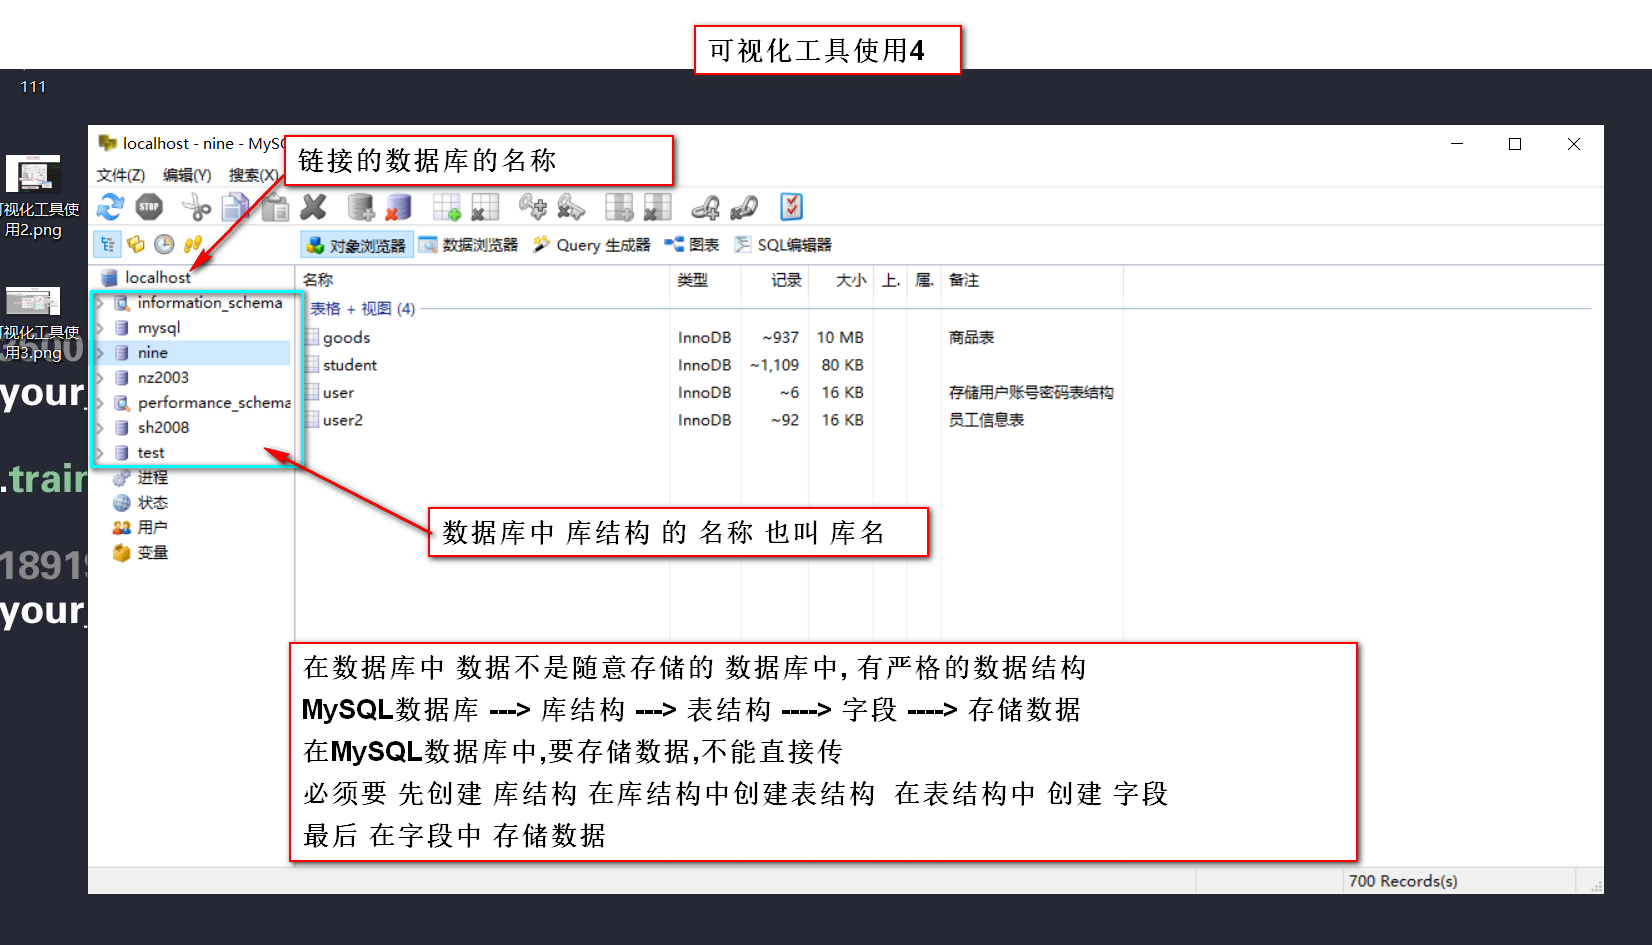 可视化工具使用4
111
localhost - nine - MySQ
链接的数据库的名称
文件(Z) 编辑(Y) 搜索(X)
STOP
可视化工具使
用2.png
对象浏览器 数据浏览器 Query 生成器 图表 SQL编辑器
localhost
information_schema
mysql
nine
nz2003
performance_schema
sh2008
test
进程
状态
用户
变量
名称 类型 记录 大小 上. 属. 备注
表格 + 视图 (4)
goods InnoDB ~937 10 MB 商品表
student InnoDB ~1,109 80 KB
user InnoDB ~6 16 KB 存储用户账号密码表结构
user2 InnoDB ~92 16 KB 员工信息表
可视化工具使
用3.png
your_
.train
18919
your_
数据库中 库结构 的 名称 也叫 库名
在数据库中 数据不是随意存储的 数据库中, 有严格的数据结构
MySQL数据库 ---> 库结构 ---> 表结构 ----> 字段 ----> 存储数据
在MySQL数据库中,要存储数据,不能直接传
必须要 先创建 库结构 在库结构中创建表结构 在表结构中 创建 字段
最后 在字段中 存储数据
700 Records(s)